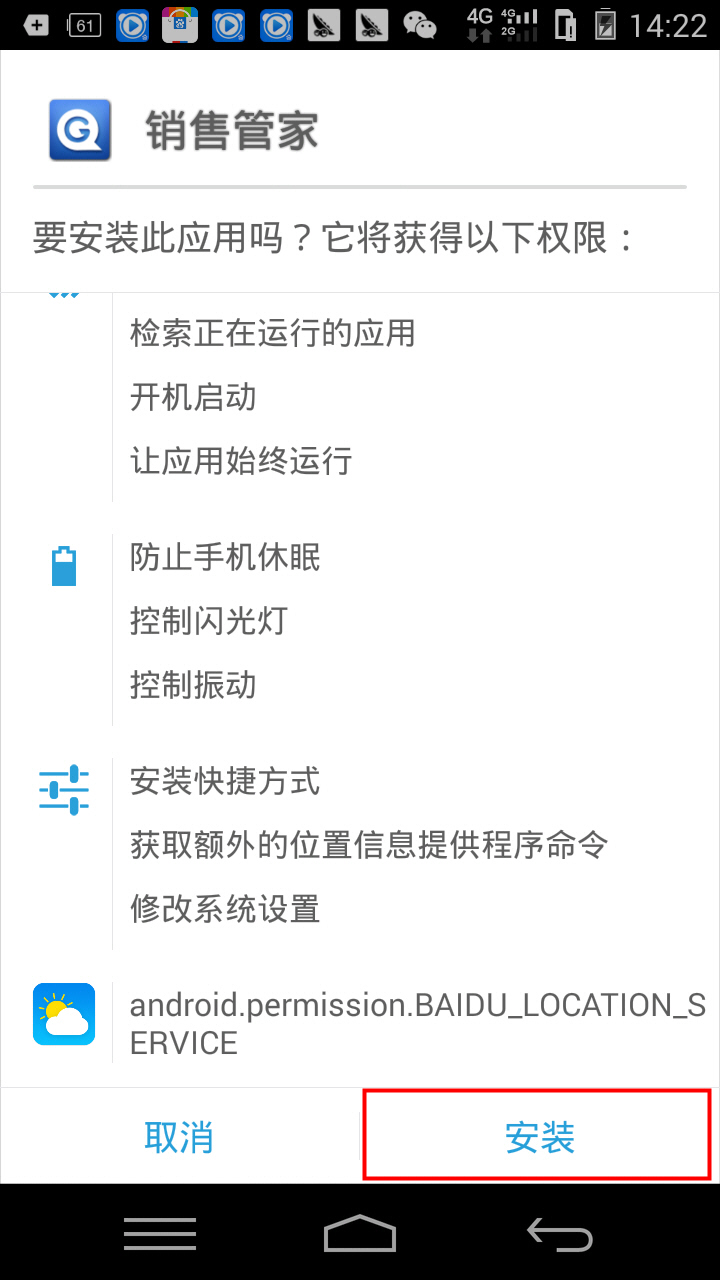 61
4G
4G
2G
14:22
销售管家
要安装此应用吗？它将获得以下权限：
检索正在运行的应用
开机启动
让应用始终运行
防止手机休眠
控制闪光灯
控制振动
安装快捷方式
获取额外的位置信息提供程序命令
修改系统设置
android.permission.BAIDU_LOCATION_S
ERVICE
取消
安装